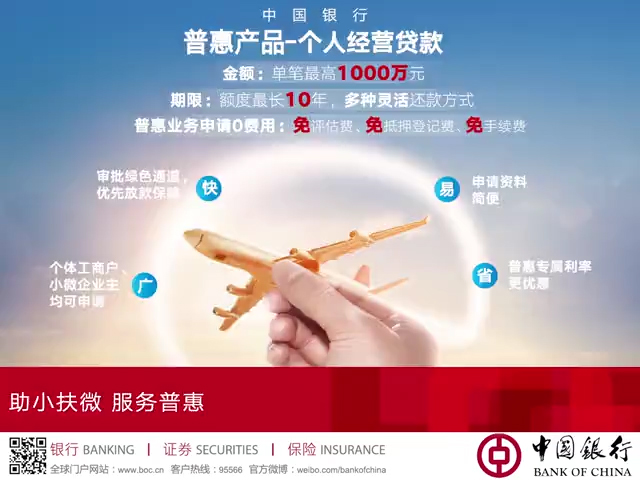 中国银行
普惠产品-个人经营贷款
金额：单笔最高1000万元
期限：额度最长10年，多种灵活还款方式
普惠业务申请0费用：免评估费、免抵押登记费、免手续费
审批绿色通道，
优先放款保障
快
易
申请资料
简便
个体工商户、
小微企业主
均可申请
广
省
普惠专属利率
更优惠
助小扶微 服务普惠
银行 BANKING | 证券 SECURITIES | 保险 INSURANCE
全球门户网站：www.boc.cn 客户热线：95566 官方微博：weibo.com/bankofchina
中国银行
BANK OF CHINA